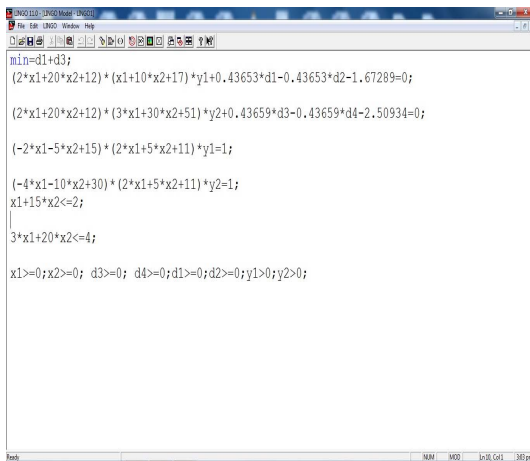 LINGO 11.0 - [LINGO Model - LINGO1]
File Edit LINGO Window Help
min=d1+d3;
(2*x1+20*x2+12)*(x1+10*x2+17)*y1+0.43653*d1-0.43653*d2-1.67289=0;
(2*x1+20*x2+12)*(3*x1+30*x2+51)*y2+0.43659*d3-0.43659*d4-2.50934=0;
(-2*x1-5*x2+15)*(2*x1+5*x2+11)*y1=1;
(-4*x1-10*x2+30)*(2*x1+5*x2+11)*y2=1;
x1+15*x2<=2;
3*x1+20*x2<=4;
x1>=0;x2>=0; d3>=0; d4>=0;d1>=0;d2>=0;y1>0;y2>0;
Ready NUM MOD Ln 10, Col 1 3:03 p